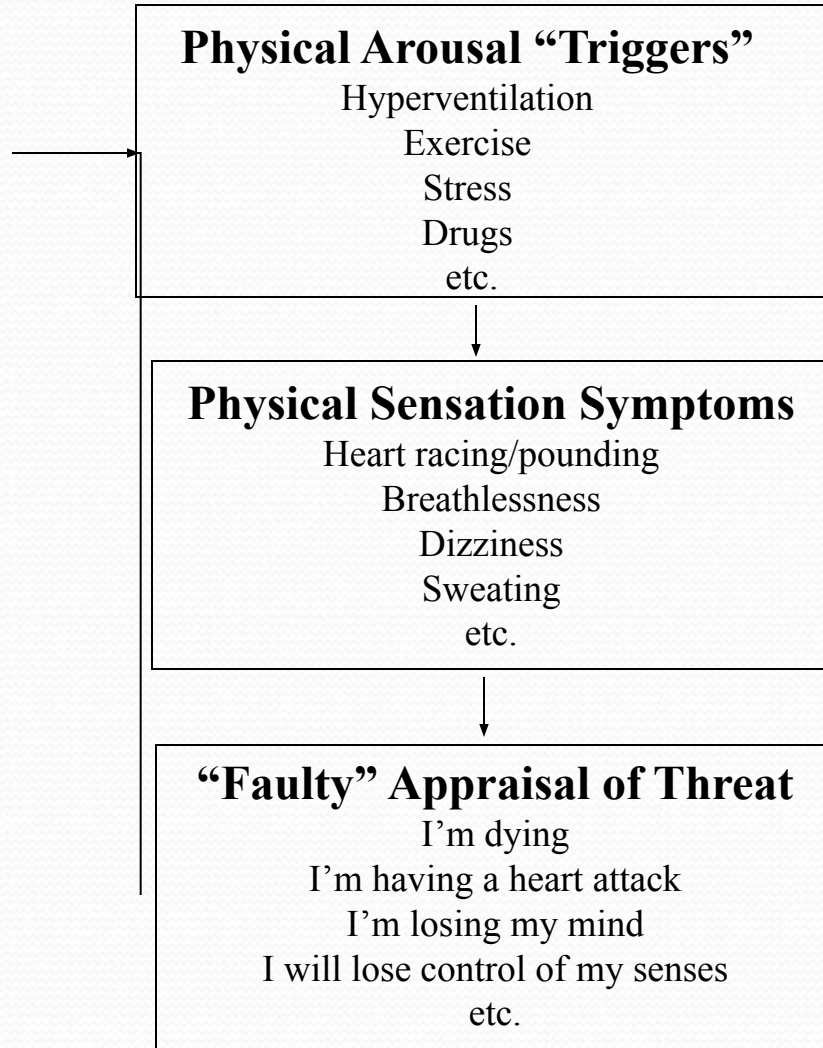 Physical Arousal “Triggers”
Hyperventilation
Exercise
Stress
Drugs
etc.
Physical Sensation Symptoms
Heart racing/pounding
Breathlessness
Dizziness
Sweating
etc.
“Faulty” Appraisal of Threat
I’m dying
I’m having a heart attack
I’m losing my mind
I will lose control of my senses
etc.